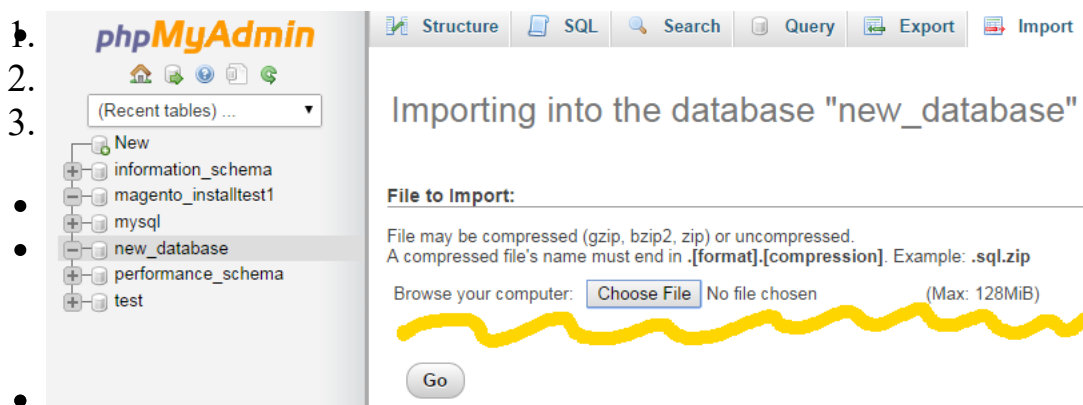 1.
2.
3.
phpMyAdmin
(Recent tables) ...
New
information_schema
magento_installtest1
mysql
new_database
performance_schema
test
Structure SQL Search Query Export Import
Importing into the database "new_database"
File to Import:
File may be compressed (gzip, bzip2, zip) or uncompressed.
A compressed file's name must end in .[format].[compression]. Example: .sql.zip
Browse your computer: Choose File No file chosen (Max: 128MiB)
Go